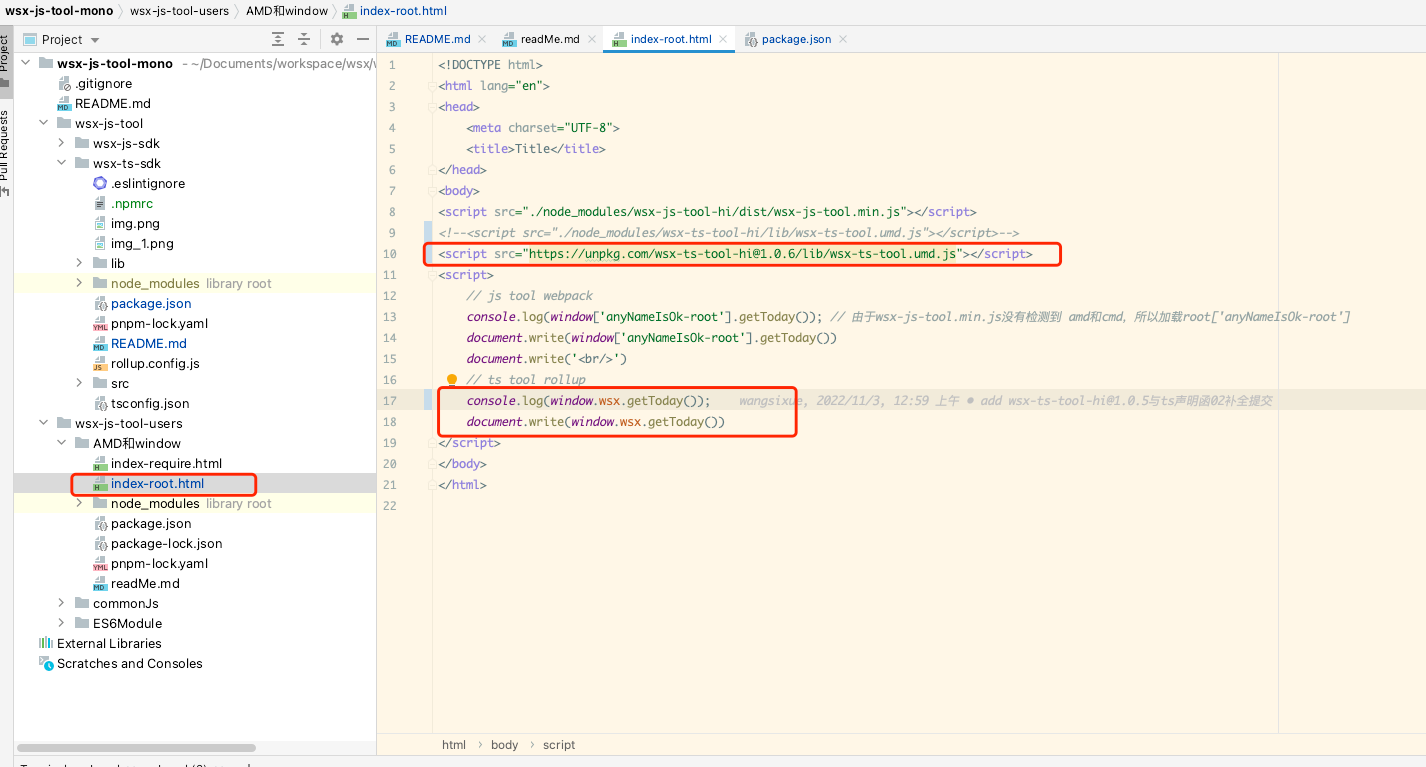 wsx-js-tool-mono 〉 wsx-js-tool-users 〉 AMD和window 〉 index-root.html
Project
Pull Requests
Project
wsx-js-tool-mono - ~/Documents/workspace/wsx/
.gitignore
README.md
wsx-js-tool
wsx-js-sdk
wsx-ts-sdk
.eslintignore
.npmrc
img.png
img_1.png
lib
node_modules library root
package.json
pnpm-lock.yaml
README.md
rollup.config.js
src
tsconfig.json
wsx-js-tool-users
AMD和window
index-require.html
index-root.html
node_modules library root
package.json
package-lock.json
pnpm-lock.yaml
readMe.md
commonJs
ES6Module
External Libraries
Scratches and Consoles
README.md readMe.md index-root.html package.json
1 <!DOCTYPE html>
2 <html lang="en">
3 <head>
4 <meta charset="UTF-8">
5 <title>Title</title>
6 </head>
7 <body>
8 <script src="./node_modules/wsx-js-tool-hi/dist/wsx-js-tool.min.js"></script>
9 <!--<script src="./node_modules/wsx-ts-tool-hi/lib/wsx-ts-tool.umd.js"></script>-->
10 <script src="https://unpkg.com/wsx-ts-tool-hi@1.0.6/lib/wsx-ts-tool.umd.js"></script>
11 <script>
12 // js tool webpack
13 console.log(window['anyNameIsOk-root'].getToday()); // 由于wsx-js-tool.min.js没有检测到 amd和cmd，所以加载root['anyNameIsOk-root']
14 document.write(window['anyNameIsOk-root'].getToday())
15 document.write('<br/>')
16 // ts tool rollup
17 console.log(window.wsx.getToday()); wangsixue, 2022/11/3, 12:59 上午 • add wsx-ts-tool-hi@1.0.5与ts声明函02补全提交
18 document.write(window.wsx.getToday())
19 </script>
20 </body>
21 </html>
22
html 〉 body 〉 script